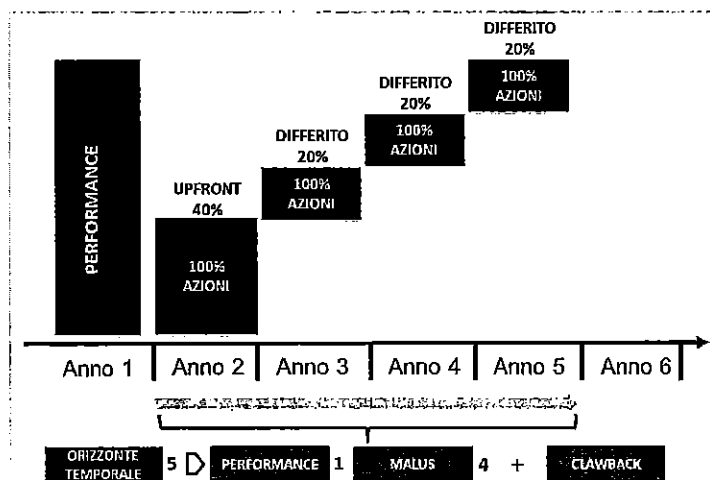 DIFFERITO
20%
100%
AZIONI
DIFFERITO
20%
100%
AZIONI
DIFFERITO
20%
100%
AZIONI
UPFRONT
40%
100%
AZIONI
PERFORMANCE
Anno 1 Anno 2 Anno 3 Anno 4 Anno 5 Anno 6
ORIZZONTE
TEMPORALE 5 PERFORMANCE 1 MALUS 4 + CLAWBACK